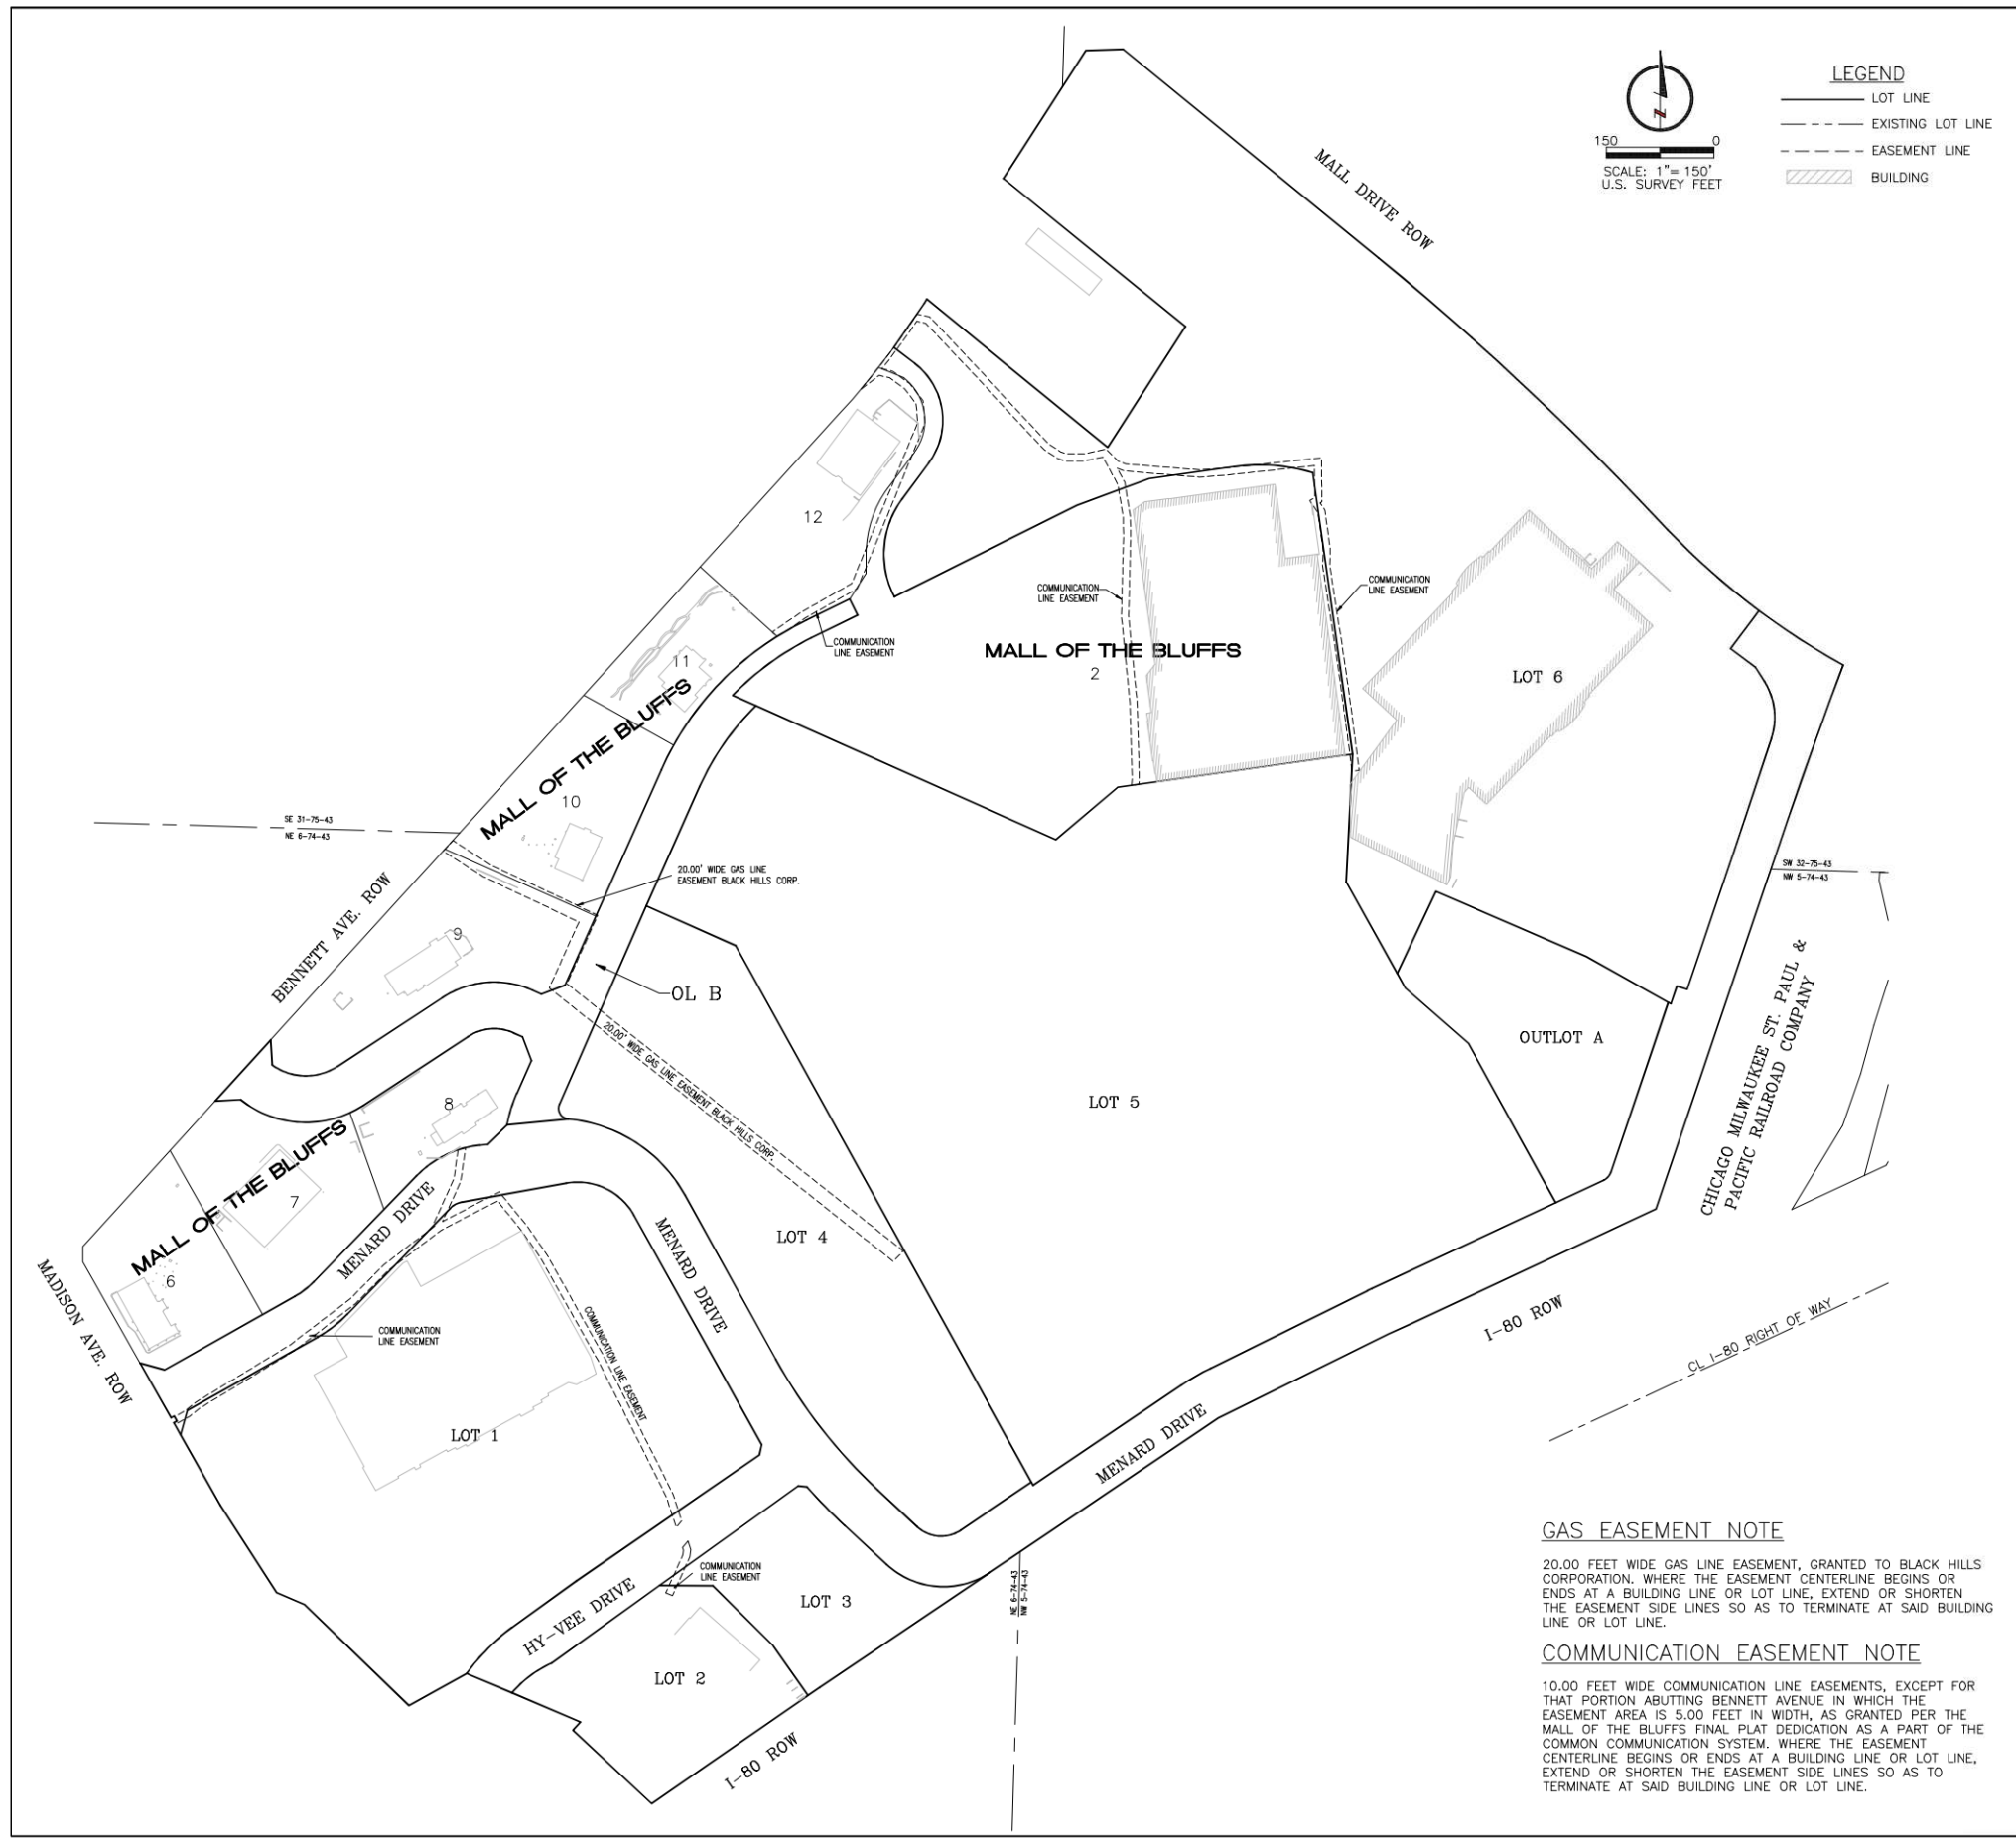 LEGEND
LOT LINE
EXISTING LOT LINE
EASEMENT LINE
BUILDING
N
150 0
SCALE: 1"= 150'
U.S. SURVEY FEET
MALL DRIVE ROW
12
COMMUNICATION
LINE EASEMENT
COMMUNICATION
LINE EASEMENT
COMMUNICATION
LINE EASEMENT
MALL OF THE BLUFFS
2
11
LOT 6
MALL OF THE BLUFFS
10
SE 31-75-43
NE 6-74-43
20.00' WIDE GAS LINE
EASEMENT BLACK HILLS CORP.
SW 32-75-43
NW 5-74-43
BENNETT AVE. ROW
9
OL B
20.00' WIDE GAS LINE EASEMENT BLACK HILLS CORP.
CHICAGO MILWAUKEE ST. PAUL &
PACIFIC RAILROAD COMPANY
OUTLOT A
8
LOT 5
MALL OF THE BLUFFS
7
6
MENARD DRIVE
MENARD DRIVE
LOT 4
MADISON AVE. ROW
COMMUNICATION
LINE EASEMENT
COMMUNICATION LINE EASEMENT
I-80 ROW
CL I-80 RIGHT OF WAY
LOT 1
MENARD DRIVE
COMMUNICATION
LINE EASEMENT
HY-VEE DRIVE
LOT 3
NE 6-74-43
NW 5-74-43
LOT 2
I-80 ROW
GAS EASEMENT NOTE
20.00 FEET WIDE GAS LINE EASEMENT, GRANTED TO BLACK HILLS
CORPORATION. WHERE THE EASEMENT CENTERLINE BEGINS OR
ENDS AT A BUILDING LINE OR LOT LINE, EXTEND OR SHORTEN
THE EASEMENT SIDE LINES SO AS TO TERMINATE AT SAID BUILDING
LINE OR LOT LINE.
COMMUNICATION EASEMENT NOTE
10.00 FEET WIDE COMMUNICATION LINE EASEMENTS, EXCEPT FOR
THAT PORTION ABUTTING BENNETT AVENUE IN WHICH THE
EASEMENT AREA IS 5.00 FEET IN WIDTH, AS GRANTED PER THE
MALL OF THE BLUFFS FINAL PLAT DEDICATION AS A PART OF THE
COMMON COMMUNICATION SYSTEM. WHERE THE EASEMENT
CENTERLINE BEGINS OR ENDS AT A BUILDING LINE OR LOT LINE,
EXTEND OR SHORTEN THE EASEMENT SIDE LINES SO AS TO
TERMINATE AT SAID BUILDING LINE OR LOT LINE.